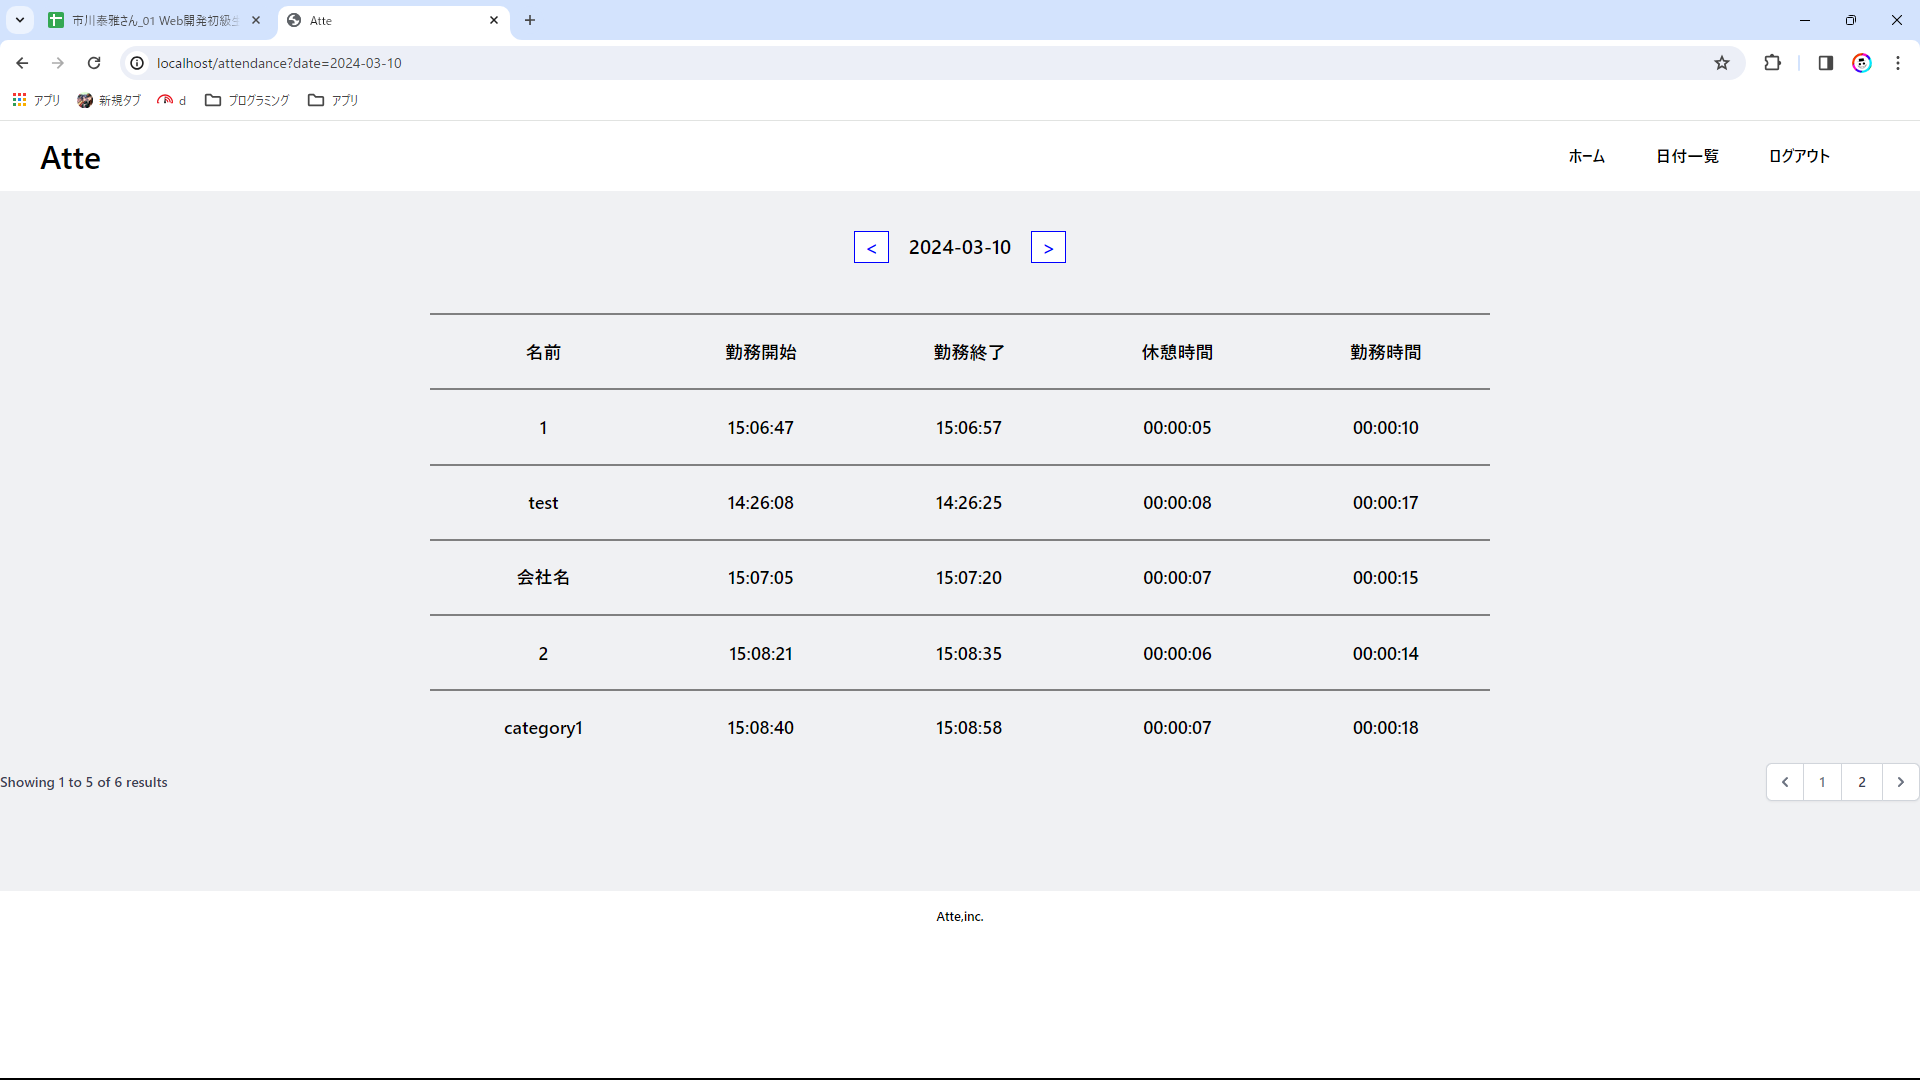 市川泰雅さん_01 Web開発初級生
Atte
localhost/attendance?date=2024-03-10
アプリ 新規タブ d プログラミング アプリ
Atte ホーム 日付一覧 ログアウト
< 2024-03-10 >
名前 勤務開始 勤務終了 休憩時間 勤務時間
1 15:06:47 15:06:57 00:00:05 00:00:10
test 14:26:08 14:26:25 00:00:08 00:00:17
会社名 15:07:05 15:07:20 00:00:07 00:00:15
2 15:08:21 15:08:35 00:00:06 00:00:14
category1 15:08:40 15:08:58 00:00:07 00:00:18
Showing 1 to 5 of 6 results 1 2
Atte,inc.